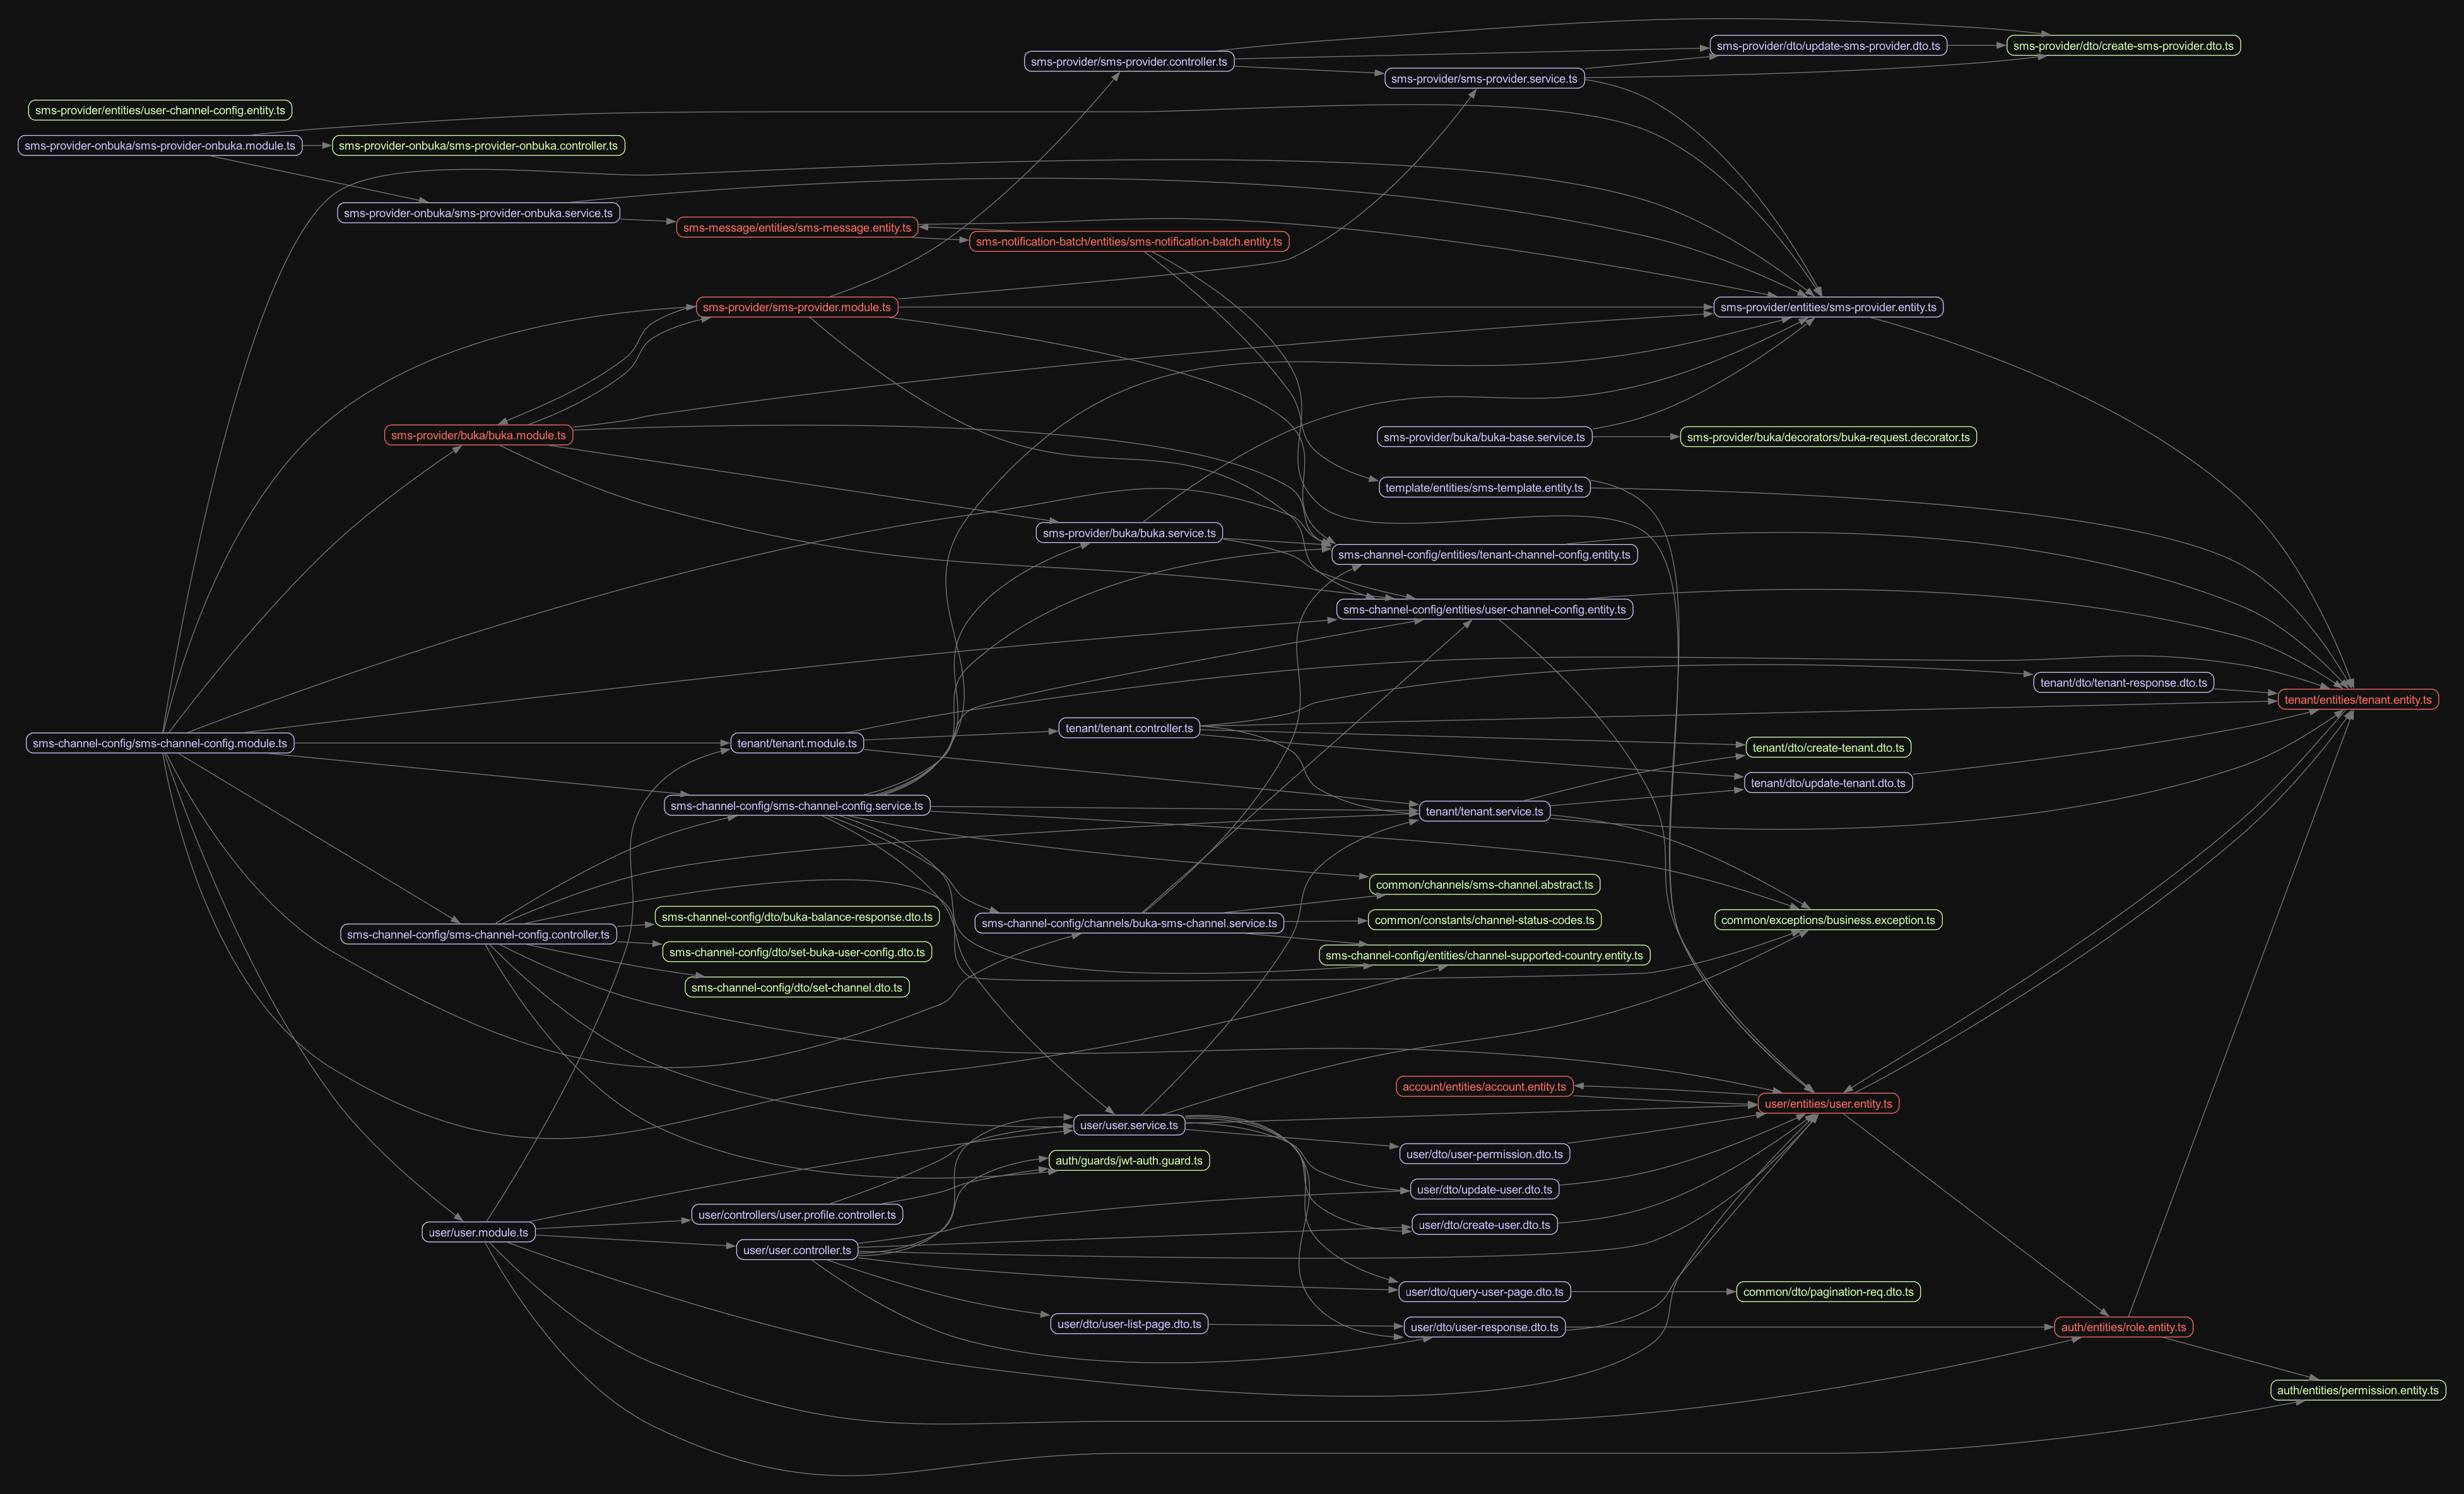 sms-provider/dto/update-sms-provider.dto.ts
sms-provider/dto/create-sms-provider.dto.ts
sms-provider/sms-provider.controller.ts
sms-provider/sms-provider.service.ts
sms-provider/entities/user-channel-config.entity.ts
sms-provider-onbuka/sms-provider-onbuka.module.ts
sms-provider-onbuka/sms-provider-onbuka.controller.ts
sms-provider-onbuka/sms-provider-onbuka.service.ts
sms-message/entities/sms-message.entity.ts
sms-notification-batch/entities/sms-notification-batch.entity.ts
sms-provider/sms-provider.module.ts
sms-provider/entities/sms-provider.entity.ts
sms-provider/buka/buka.module.ts
sms-provider/buka/buka-base.service.ts
sms-provider/buka/decorators/buka-request.decorator.ts
template/entities/sms-template.entity.ts
sms-provider/buka/buka.service.ts
sms-channel-config/entities/tenant-channel-config.entity.ts
sms-channel-config/entities/user-channel-config.entity.ts
tenant/dto/tenant-response.dto.ts
tenant/entities/tenant.entity.ts
tenant/tenant.controller.ts
sms-channel-config/sms-channel-config.module.ts
tenant/tenant.module.ts
tenant/dto/create-tenant.dto.ts
tenant/dto/update-tenant.dto.ts
sms-channel-config/sms-channel-config.service.ts
tenant/tenant.service.ts
common/channels/sms-channel.abstract.ts
sms-channel-config/dto/buka-balance-response.dto.ts
sms-channel-config/channels/buka-sms-channel.service.ts
common/constants/channel-status-codes.ts
common/exceptions/business.exception.ts
sms-channel-config/sms-channel-config.controller.ts
sms-channel-config/dto/set-buka-user-config.dto.ts
sms-channel-config/entities/channel-supported-country.entity.ts
sms-channel-config/dto/set-channel.dto.ts
account/entities/account.entity.ts
user/entities/user.entity.ts
user/user.service.ts
user/dto/user-permission.dto.ts
auth/guards/jwt-auth.guard.ts
user/dto/update-user.dto.ts
user/controllers/user.profile.controller.ts
user/dto/create-user.dto.ts
user/user.module.ts
user/user.controller.ts
user/dto/query-user-page.dto.ts
common/dto/pagination-req.dto.ts
user/dto/user-list-page.dto.ts
user/dto/user-response.dto.ts
auth/entities/role.entity.ts
auth/entities/permission.entity.ts